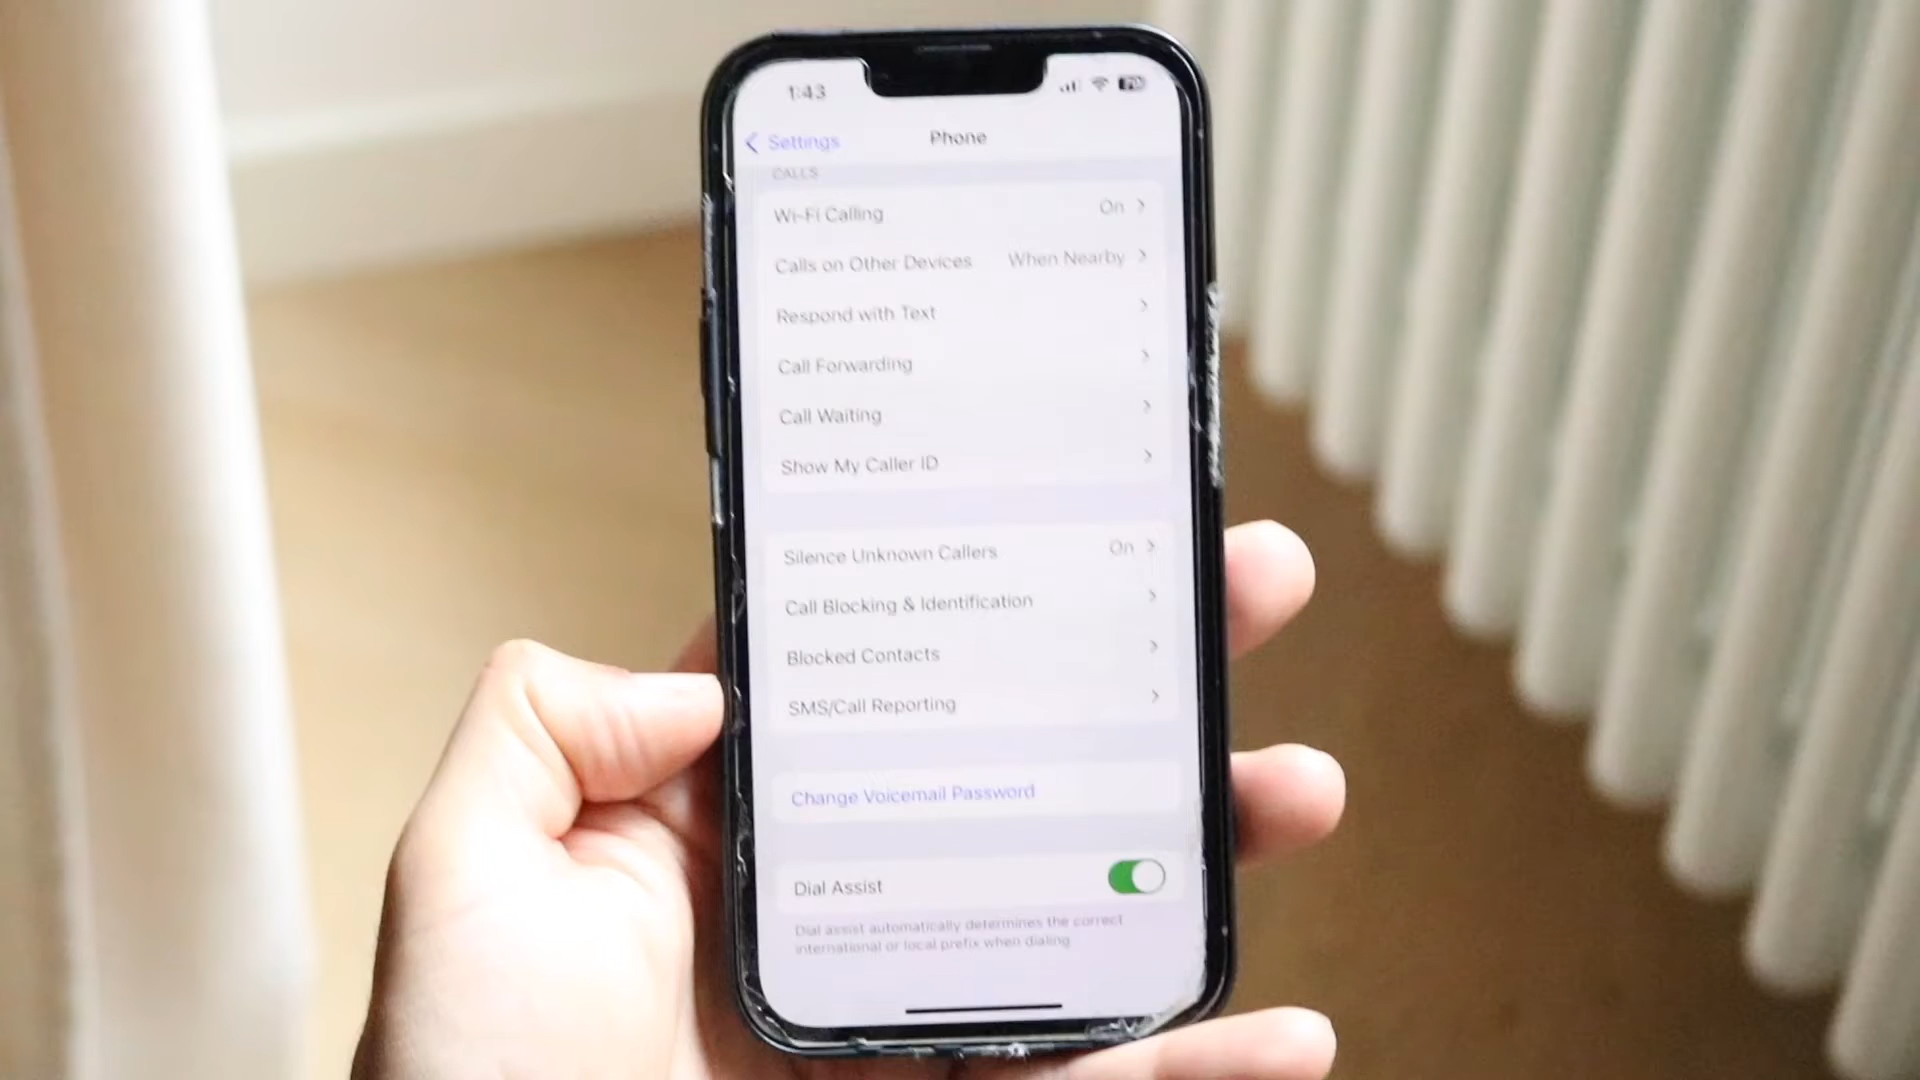 1:43
Settings
Phone
CALLS
Wi-Fi Calling On
Calls on Other Devices When Nearby
Respond with Text
Call Forwarding
Call Waiting
Show My Caller ID
Silence Unknown Callers On
Call Blocking & Identification
Blocked Contacts
SMS/Call Reporting
Change Voicemail Password
Dial Assist
Dial assist automatically determines the correct
international or local prefix when dialing.